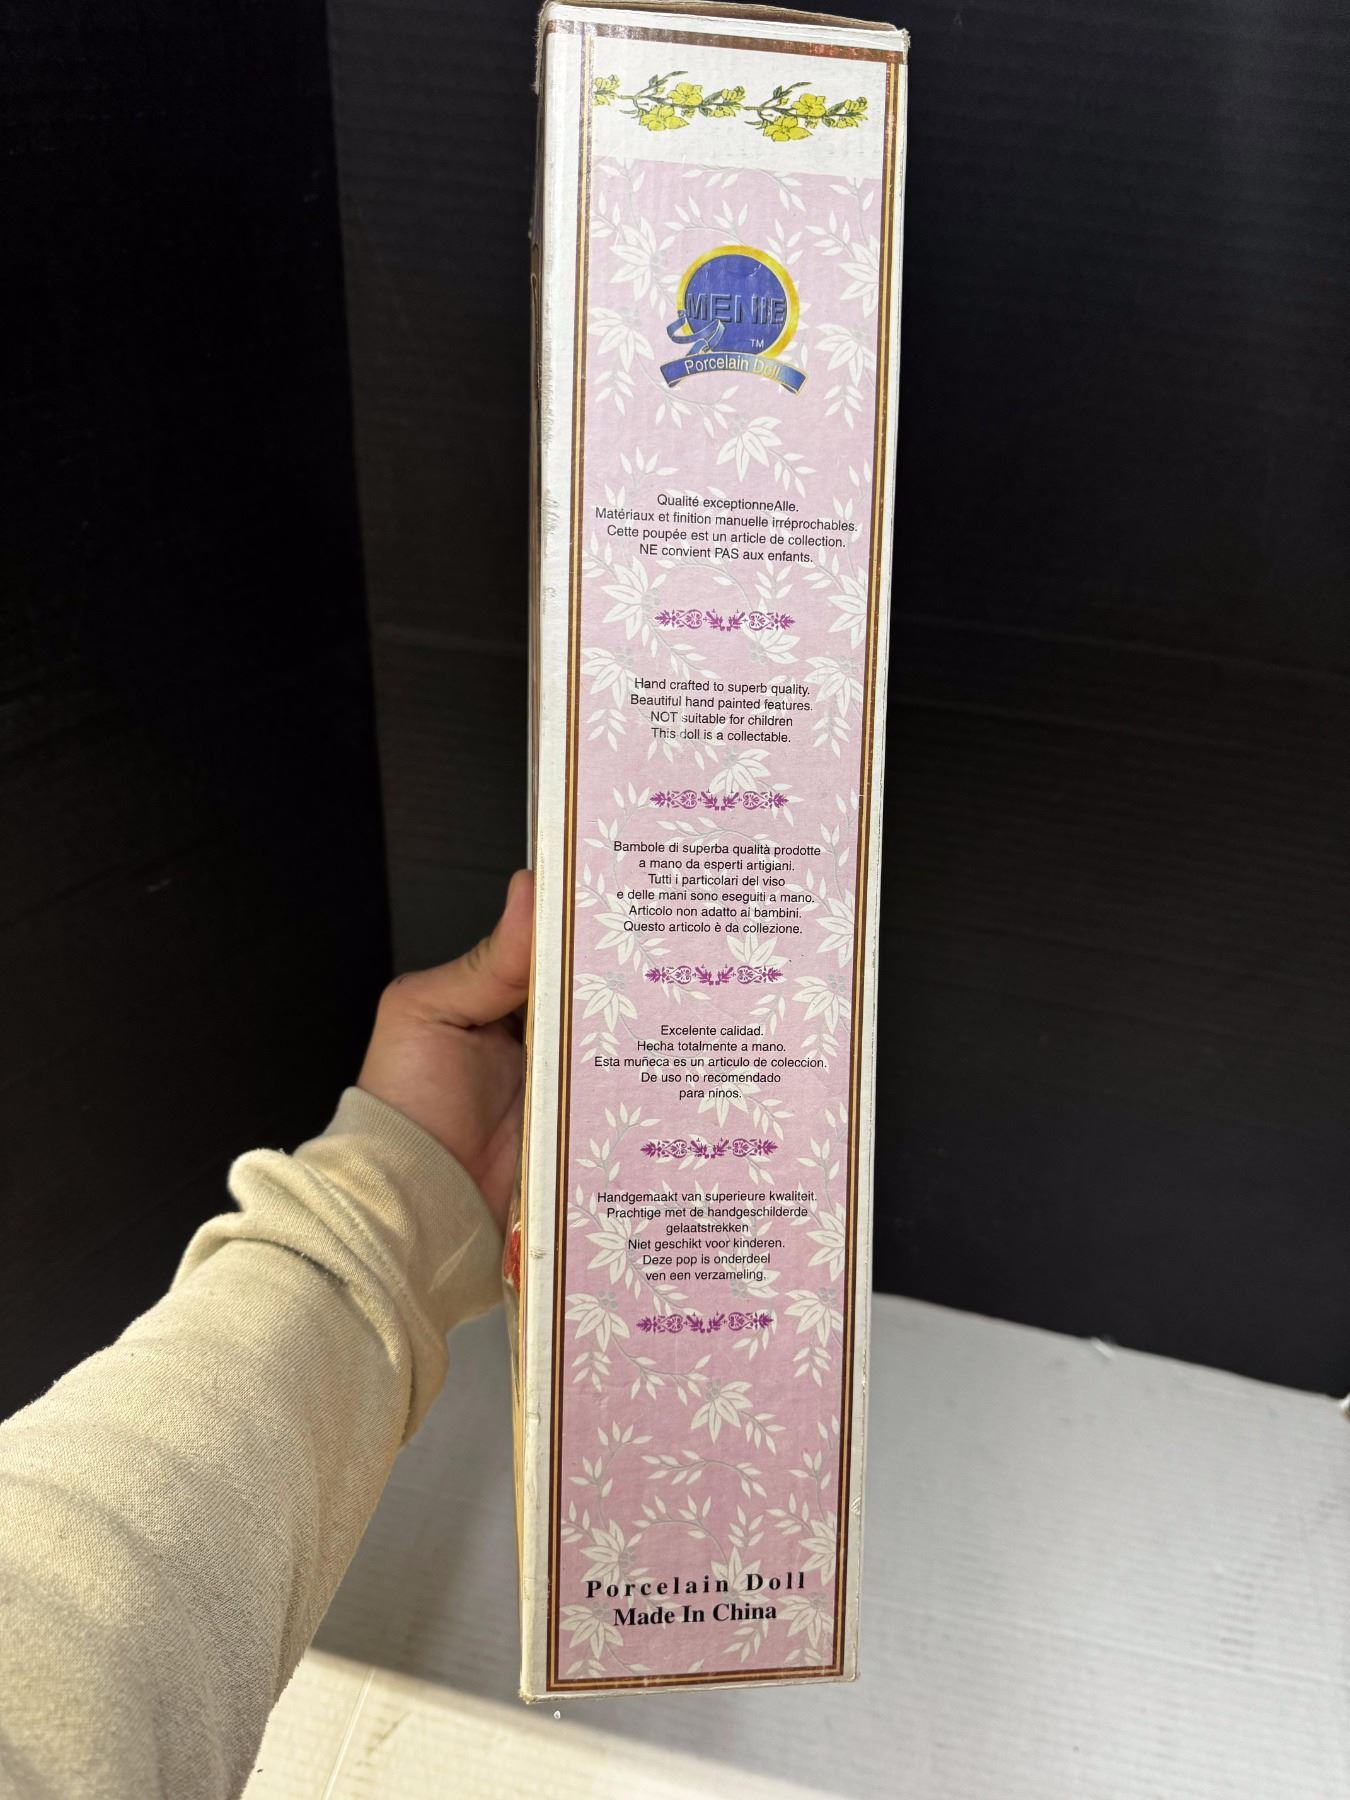 MENIE
TM
Porcelain Doll
Qualité exceptionneAlle.
Matériaux et finition manuelle irréprochables.
Cette poupée est un article de collection.
NE convient PAS aux enfants.
Hand crafted to superb quality.
Beautiful hand painted features.
NOT suitable for children
This doll is a collectable.
Bambole di superba qualità prodotte
a mano da esperti artigiani.
Tutti i particolari del viso
e delle mani sono eseguiti a mano.
Articolo non adatto ai bambini.
Questo articolo è da collezione.
Excelente calidad.
Hecha totalmente a mano.
Esta muñeca es un articulo de coleccion.
De uso no recomendado
para ninos.
Handgemaakt van superieure kwaliteit.
Prachtige met de handgeschilderde
gelaatstrekken
Niet geschikt voor kinderen.
Deze pop is onderdeel
ven een verzameling.
Porcelain Doll
Made In China